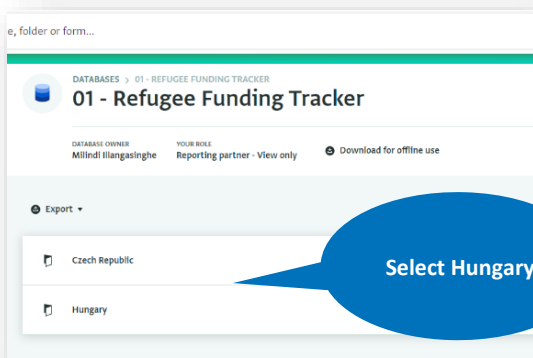 e, folder or form...
DATABASES > 01 - REFUGEE FUNDING TRACKER
01 - Refugee Funding Tracker
DATABASE OWNER
Milindi Illangasinghe
YOUR ROLE
Reporting partner - View only
Download for offline use
Export
Czech Republic
Select Hungary
Hungary